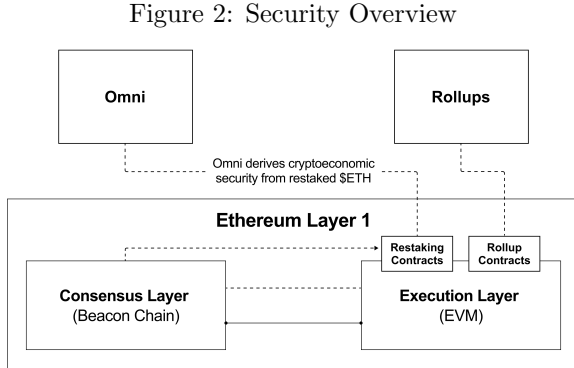 Figure 2: Security Overview
Omni
Rollups
Omni derives cryptoeconomic
security from restaked $ETH
Ethereum Layer 1
Restaking
Contracts
Rollup
Contracts
Consensus Layer
(Beacon Chain)
Execution Layer
(EVM)